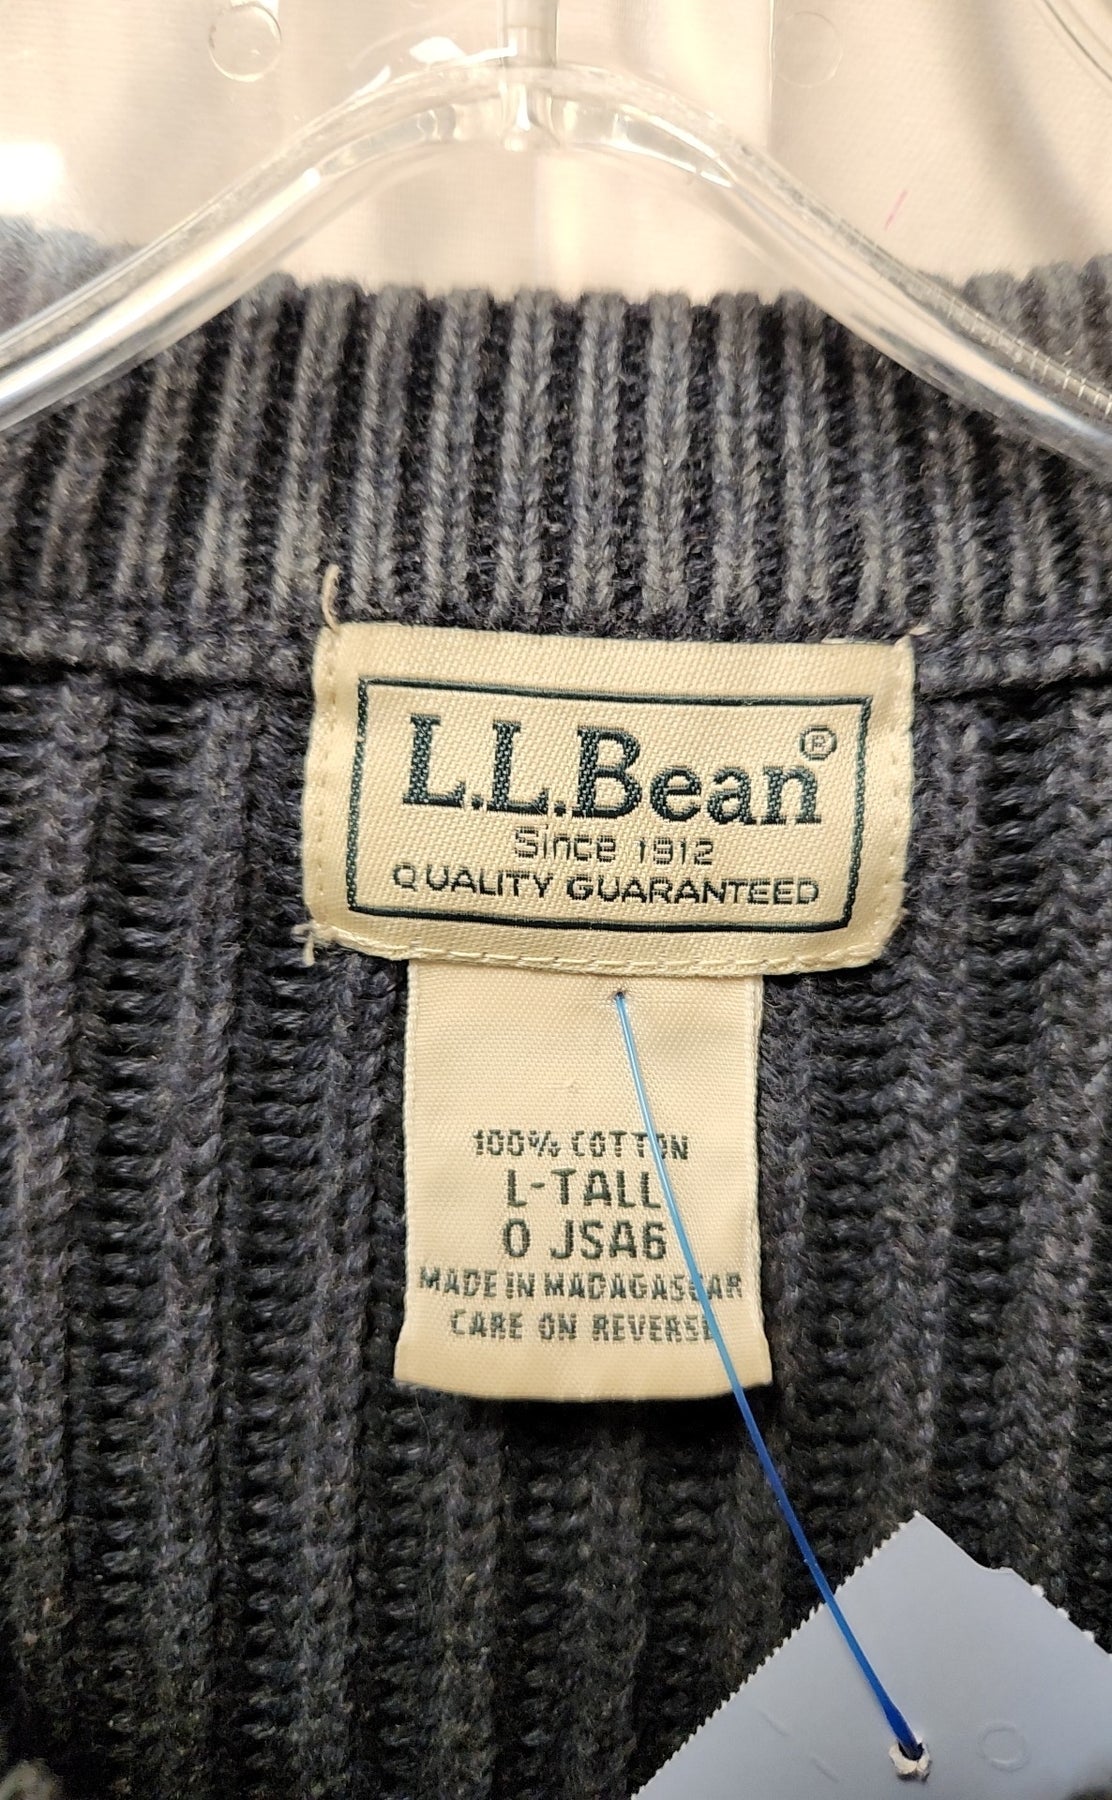 L.L.Bean®
Since 1912
QUALITY GUARANTEED
100% COTTON
L-TALL
0 JSA6
MADE IN MADAGASCAR
CARE ON REVERSE